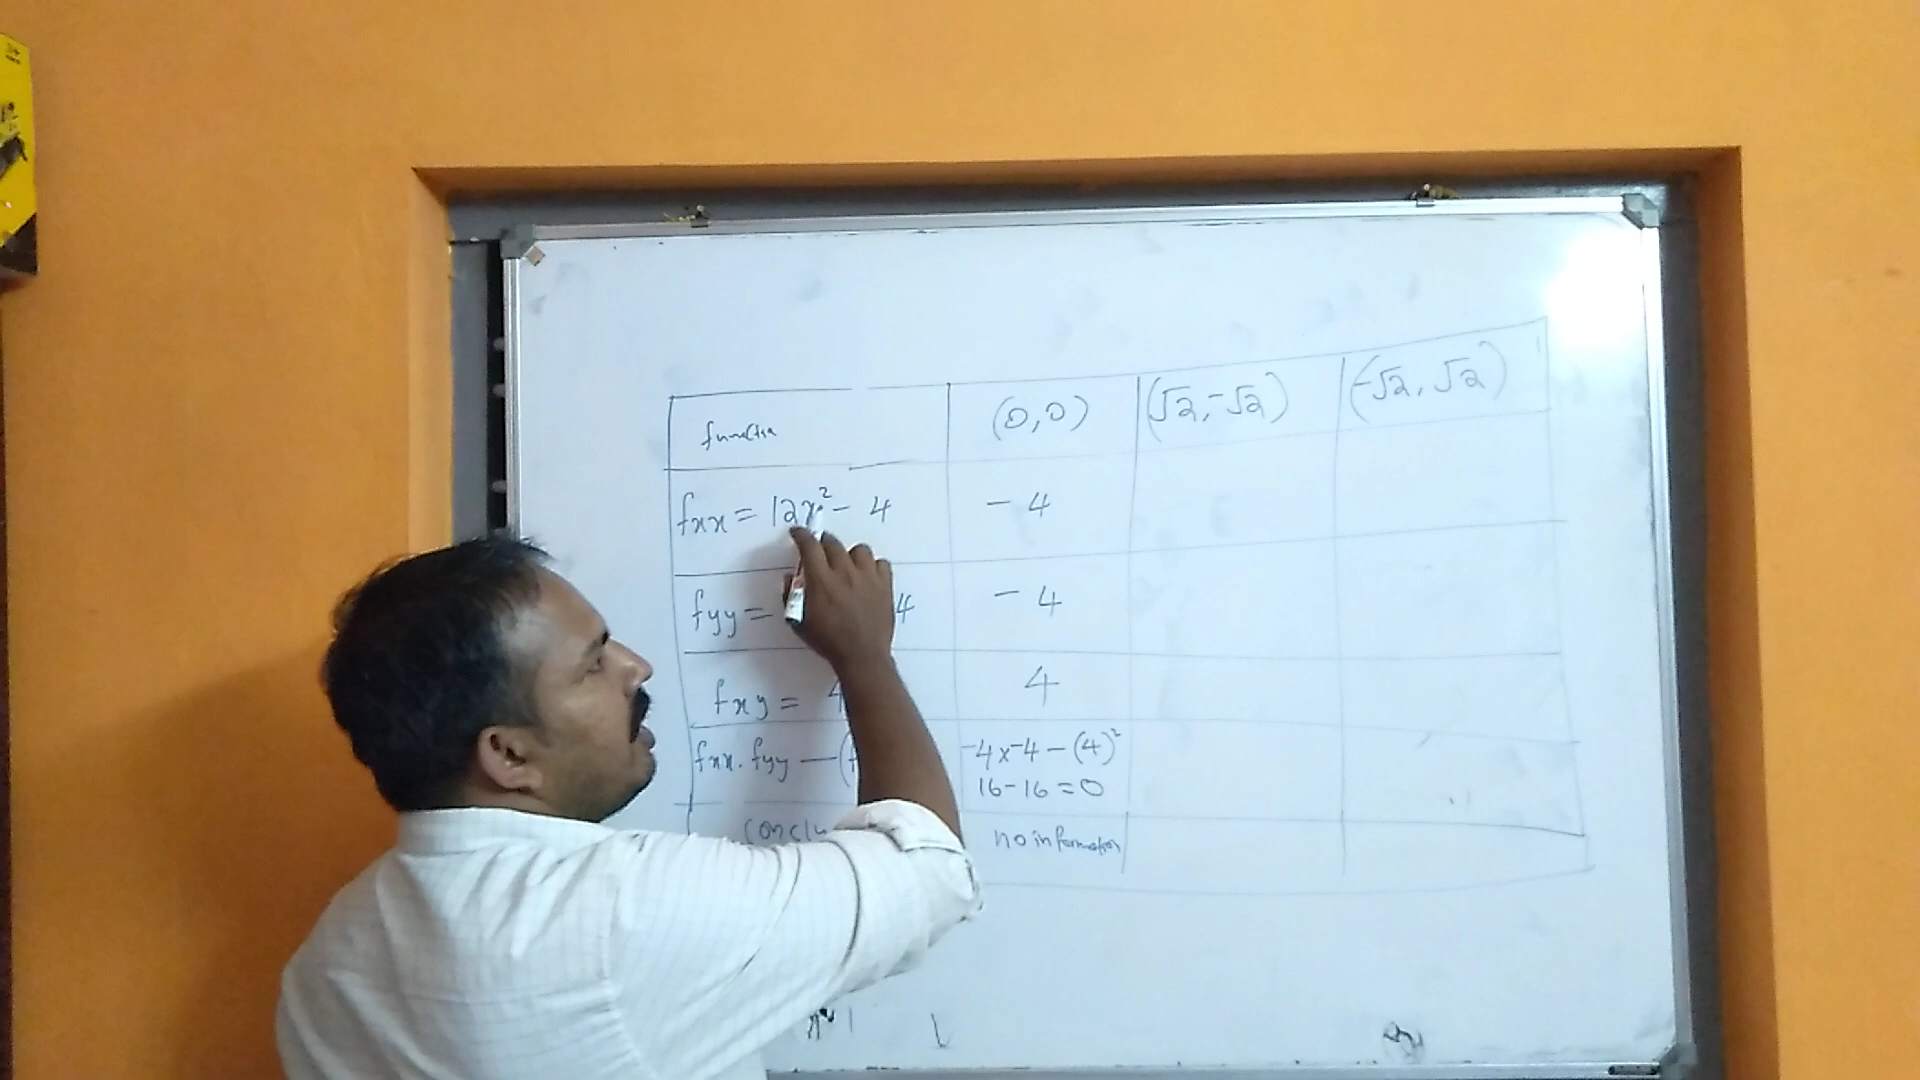 (0,0) (√2,-√2) (-√2,√2)
fxx = 12x² - 4 - 4
fyy = 4 - 4
fxy = 4 4
fxx.fyy — ( -4x-4-(4)²
16-16=0
conclu no information